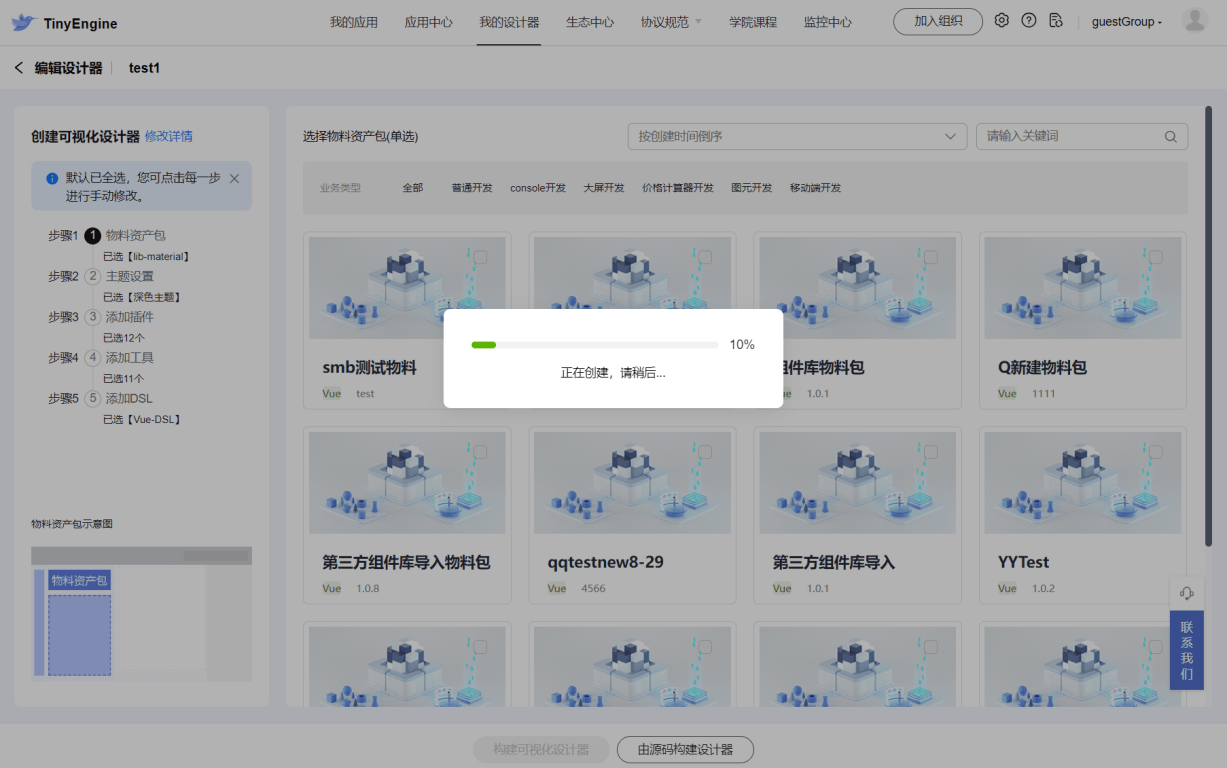 TinyEngine
我的应用
应用中心
我的设计器
生态中心
协议规范
学院课程
监控中心
加入组织
guestGroup
编辑设计器
test1
创建可视化设计器 修改详情
默认已全选，您可点击每一步
进行手动修改。
步骤1 1 物料资产包
已选【lib-material】
步骤2 2 主题设置
已选【深色主题】
步骤3 3 添加插件
已选12个
步骤4 4 添加工具
已选11个
步骤5 5 添加DSL
已选【Vue-DSL】
物料资产包示意图
物料资产包
选择物料资产包(单选)
按创建时间倒序
请输入关键词
业务类型 全部 普通开发 console开发 大屏开发 价格计算器开发 图元开发 移动端开发
smb测试物料
Vue test
件库物料包
1.0.1
Q新建物料包
Vue 1111
10%
正在创建，请稍后...
第三方组件库导入物料包
Vue 1.0.8
qqtestnew8-29
Vue 4566
第三方组件库导入
Vue 1.0.1
YYTest
Vue 1.0.2
联系我们
构建可视化设计器
由源码构建设计器